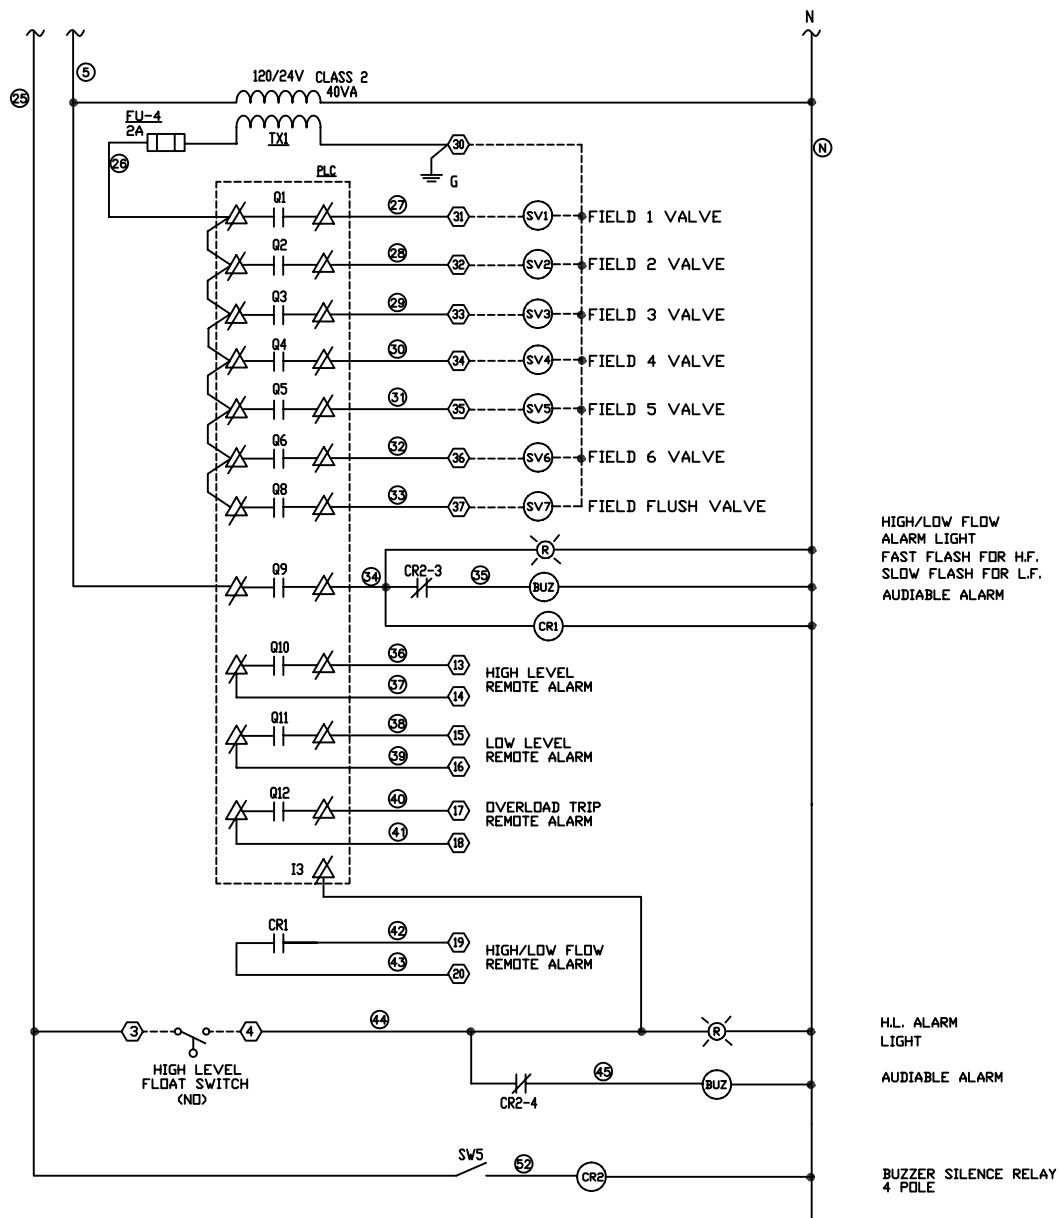 N
5
25
120/24V CLASS 2
40VA
FU-4
2A
TX1
30
N
26
G
PLC
Q1
27
31
SV1
FIELD 1 VALVE
Q2
28
32
SV2
FIELD 2 VALVE
Q3
29
33
SV3
FIELD 3 VALVE
Q4
30
34
SV4
FIELD 4 VALVE
Q5
31
35
SV5
FIELD 5 VALVE
Q6
32
36
SV6
FIELD 6 VALVE
Q8
33
37
SV7
FIELD FLUSH VALVE
HIGH/LOW FLOW
ALARM LIGHT
FAST FLASH FOR H.F.
SLOW FLASH FOR L.F.
R
Q9
34
CR2-3
35
BUZ
AUDIABLE ALARM
CR1
Q10
36
13
37
14
HIGH LEVEL
REMOTE ALARM
Q11
38
15
39
16
LOW LEVEL
REMOTE ALARM
Q12
40
17
41
18
OVERLOAD TRIP
REMOTE ALARM
I3
CR1
42
19
43
20
HIGH/LOW FLOW
REMOTE ALARM
3
4
44
R
H.L. ALARM
LIGHT
HIGH LEVEL
FLOAT SWITCH
(NO)
CR2-4
45
BUZ
AUDIABLE ALARM
SW5
52
CR2
BUZZER SILENCE RELAY
4 POLE